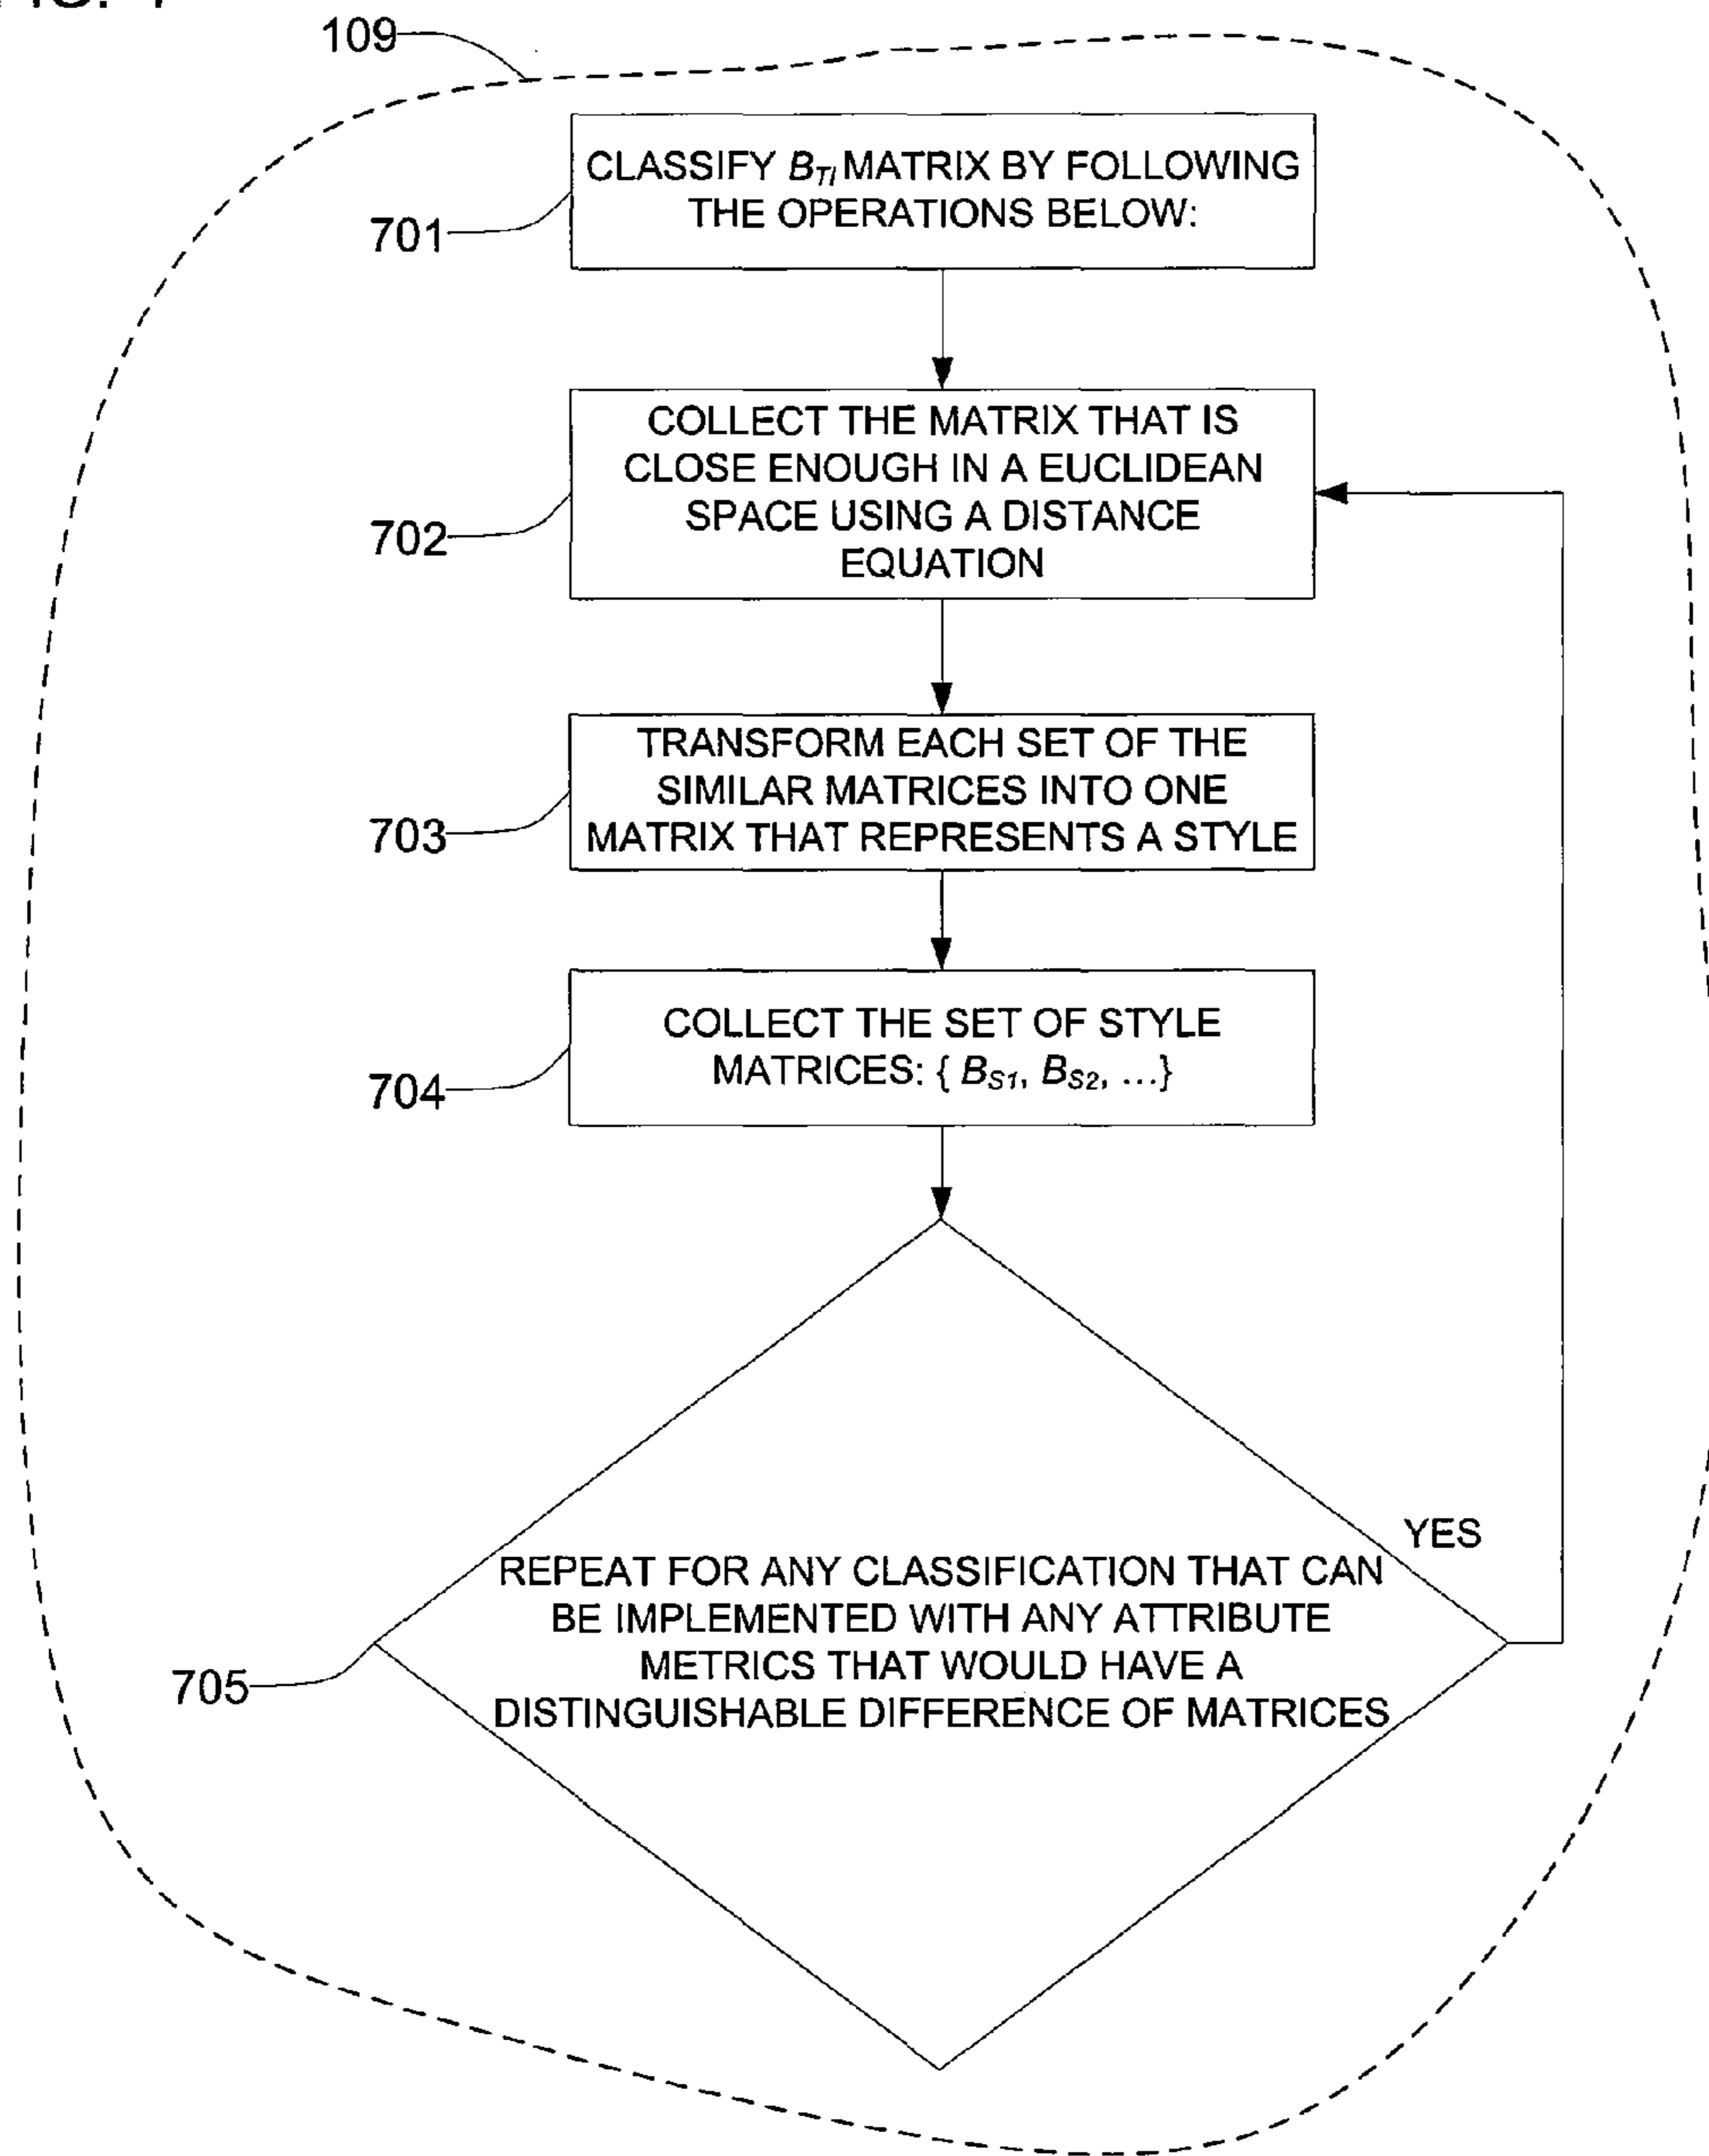 109
CLASSIFY B_Ti MATRIX BY FOLLOWING
THE OPERATIONS BELOW:
701
COLLECT THE MATRIX THAT IS
CLOSE ENOUGH IN A EUCLIDEAN
SPACE USING A DISTANCE
EQUATION
702
TRANSFORM EACH SET OF THE
SIMILAR MATRICES INTO ONE
MATRIX THAT REPRESENTS A STYLE
703
COLLECT THE SET OF STYLE
MATRICES: { B_S1, B_S2, ...}
704
YES
REPEAT FOR ANY CLASSIFICATION THAT CAN
BE IMPLEMENTED WITH ANY ATTRIBUTE
METRICS THAT WOULD HAVE A
DISTINGUISHABLE DIFFERENCE OF MATRICES
705